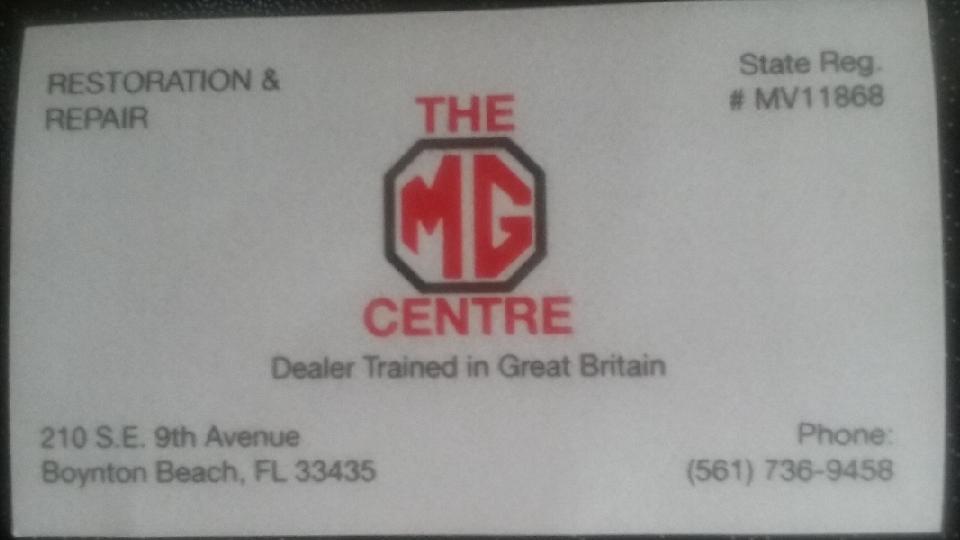 RESTORATION &
REPAIR
State Reg.
# MV11868
THE
MG
CENTRE
Dealer Trained in Great Britain
210 S.E. 9th Avenue
Boynton Beach, FL 33435
Phone:
(561) 736-9458